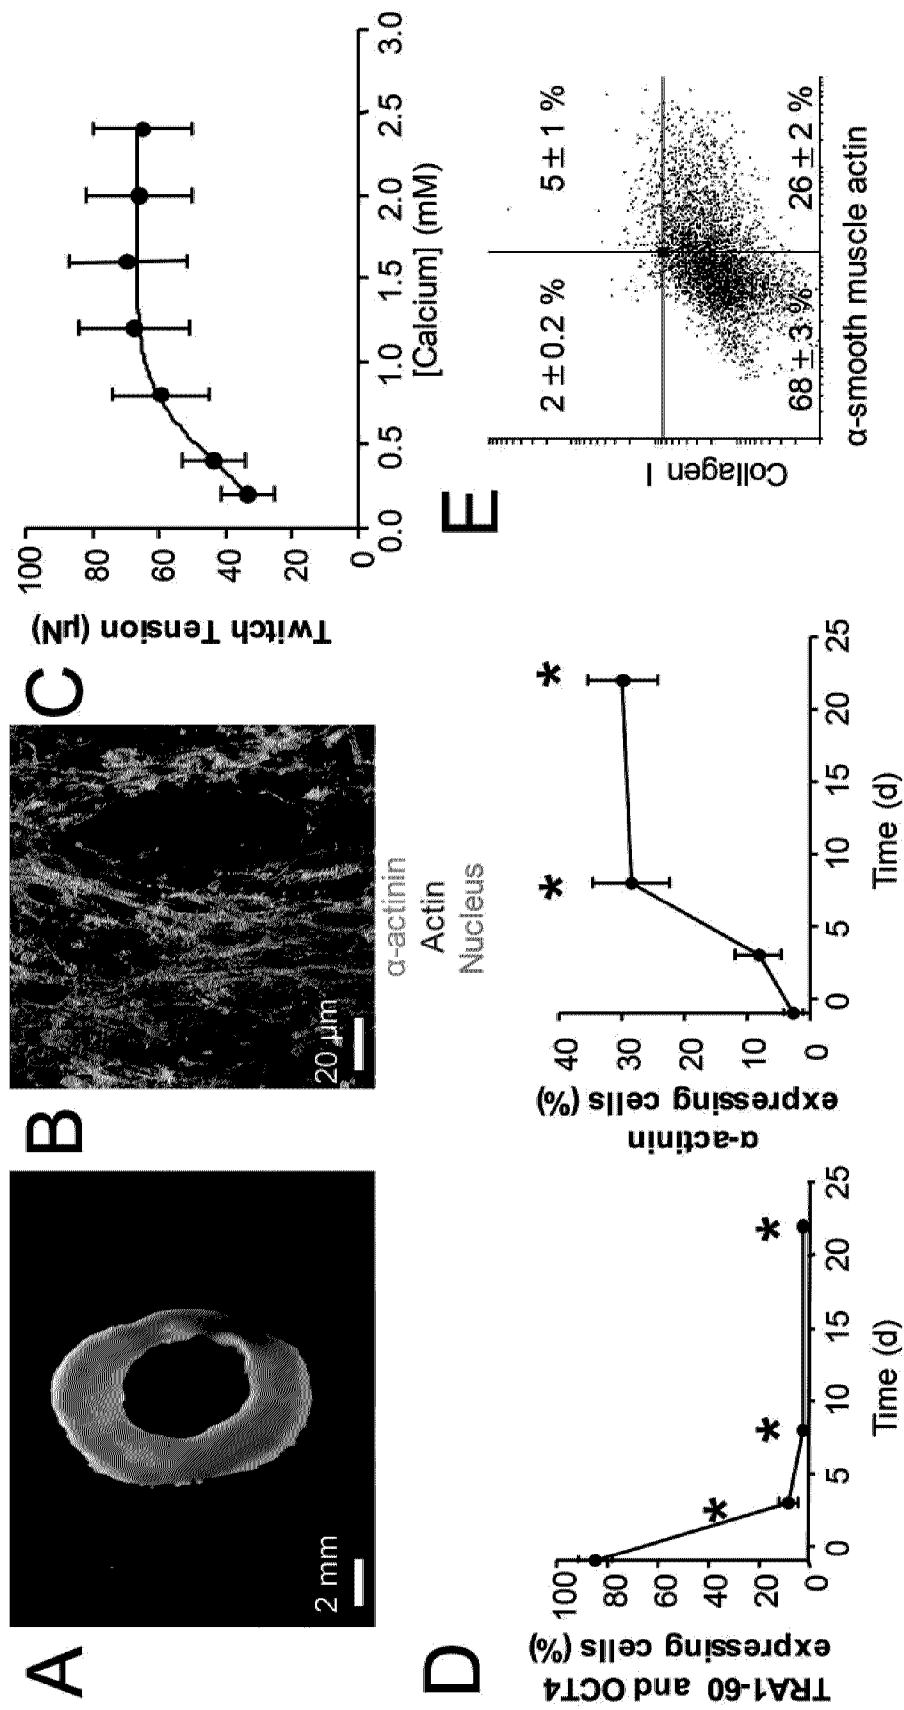 A
2 mm
B
20 µm
α-actinin
Actin
Nucleus
C
Twitch Tension (µN)
100
80
60
40
20
0
0.0 0.5 1.0 1.5 2.0 2.5 3.0
[Calcium] (mM)
D
TRA1-60 and OCT4
expressing cells (%)
100
80
60
40
20
0
0 5 10 15 20 25
Time (d)
* * *
α-actinin
expressing cells (%)
40
30
20
10
0
0 5 10 15 20 25
Time (d)
* *
E
Collagen I
2 ± 0.2 % 5 ± 1 %
68 ± 3 % 26 ± 2 %
α-smooth muscle actin